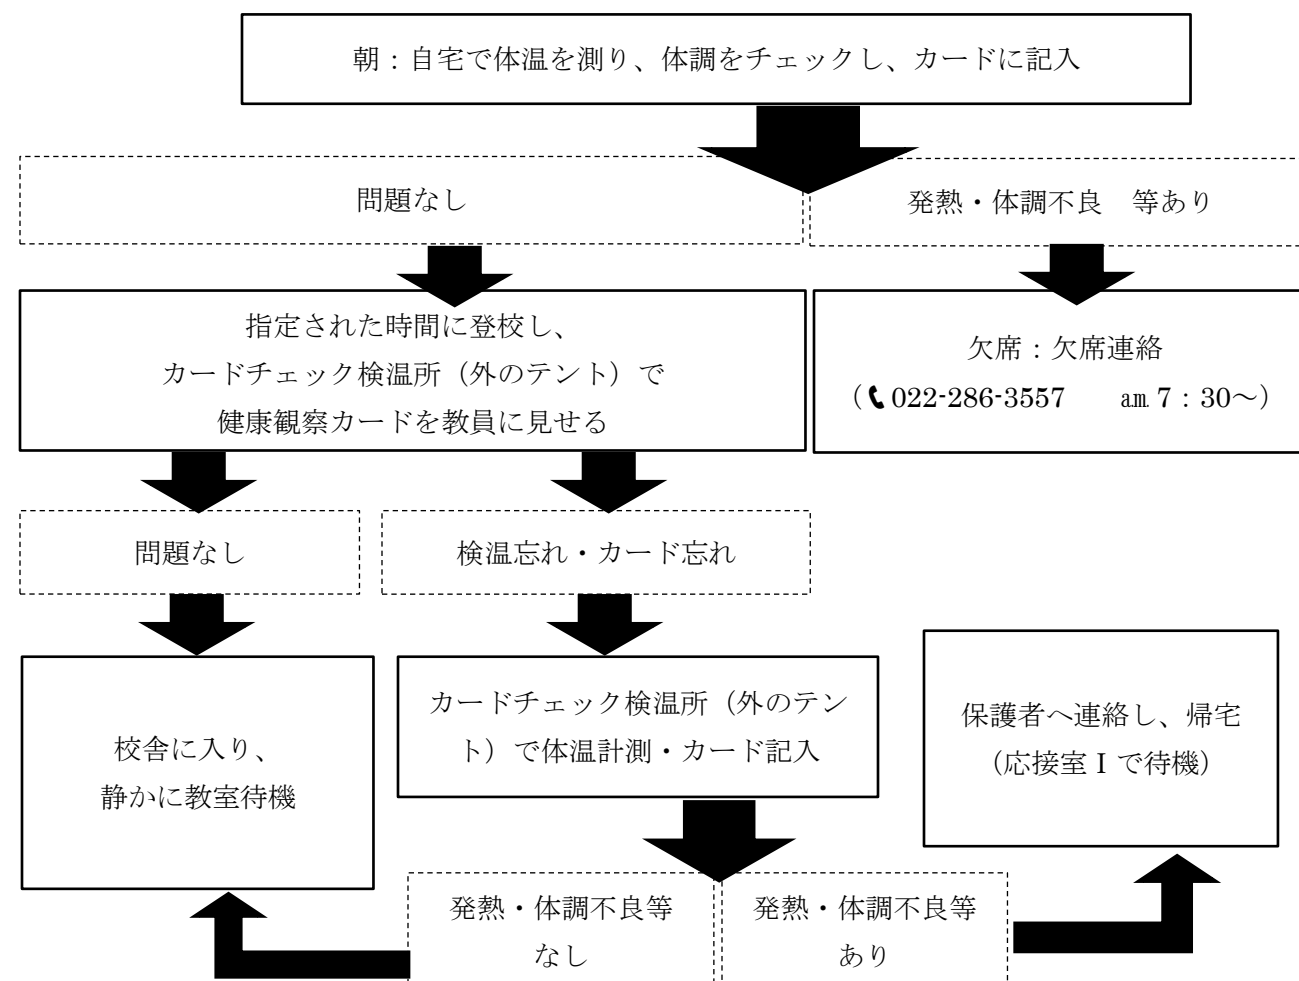 朝：自宅で体温を測り、体調をチェックし、カードに記入
問題なし
発熱・体調不良　等あり
指定された時間に登校し、
カードチェック検温所（外のテント）で
健康観察カードを教員に見せる
欠席：欠席連絡
（022-286-3557　　a.m. 7：30～）
問題なし
検温忘れ・カード忘れ
校舎に入り、
静かに教室待機
カードチェック検温所（外のテン
ト）で体温計測・カード記入
保護者へ連絡し、帰宅
（応接室Ⅰで待機）
発熱・体調不良等
なし
発熱・体調不良等
あり